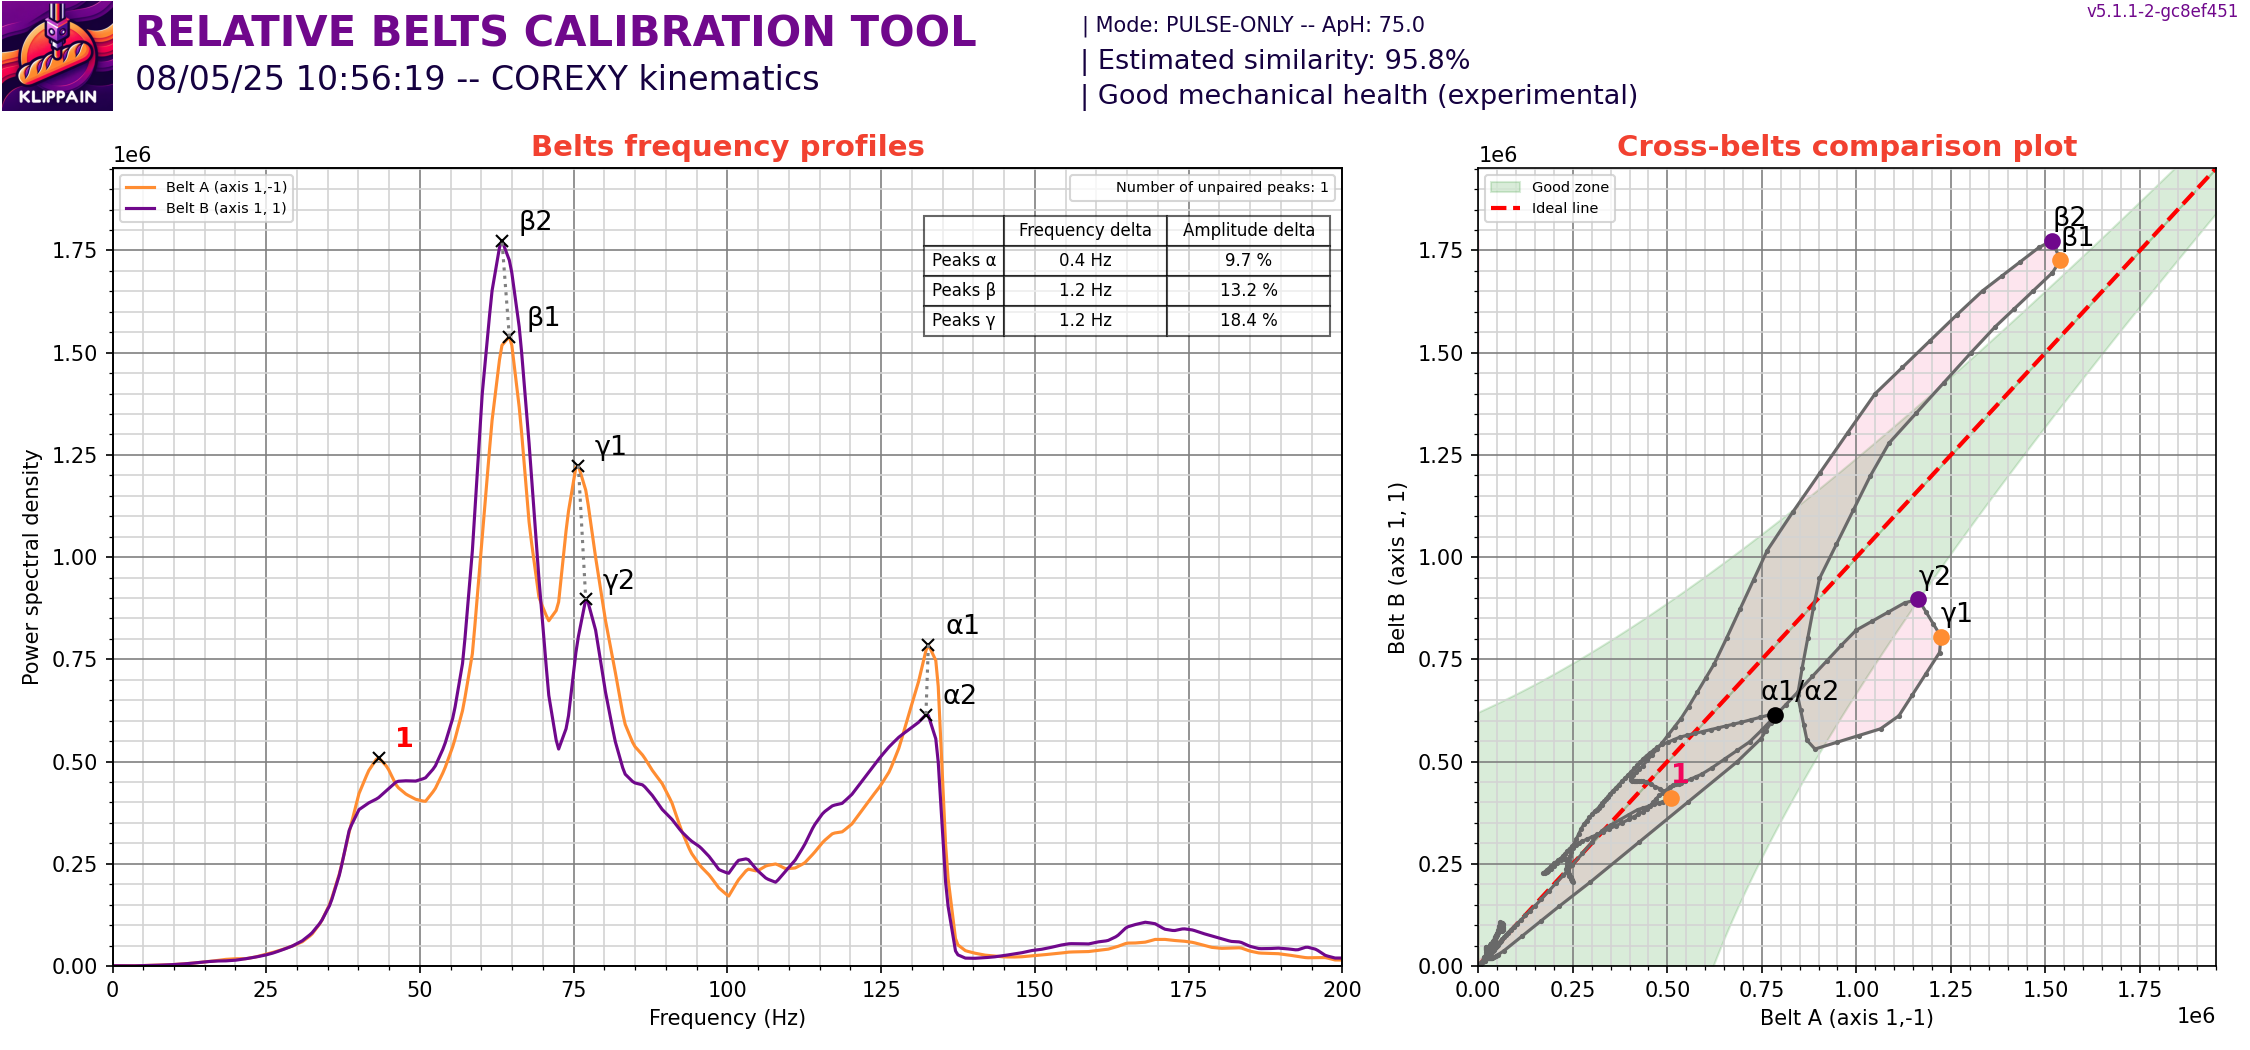 KLIPPAIN
RELATIVE BELTS CALIBRATION TOOL
08/05/25 10:56:19 -- COREXY kinematics
| Mode: PULSE-ONLY -- ApH: 75.0
| Estimated similarity: 95.8%
| Good mechanical health (experimental)
v5.1.1-2-gc8ef451
Belts frequency profiles
1e6
Belt A (axis 1,-1)
Belt B (axis 1, 1)
Number of unpaired peaks: 1
Frequency delta Amplitude delta
Peaks α 0.4 Hz 9.7 %
Peaks β 1.2 Hz 13.2 %
Peaks γ 1.2 Hz 18.4 %
β2
β1
γ1
γ2
α1
α2
1
Power spectral density
1.75
1.50
1.25
1.00
0.75
0.50
0.25
0.00
0 25 50 75 100 125 150 175 200
Frequency (Hz)
Cross-belts comparison plot
1e6
Good zone
Ideal line
β2
β1
γ2
γ1
α1/α2
1
Belt B (axis 1, 1)
1.75
1.50
1.25
1.00
0.75
0.50
0.25
0.00
0.00 0.25 0.50 0.75 1.00 1.25 1.50 1.75
Belt A (axis 1,-1)
1e6